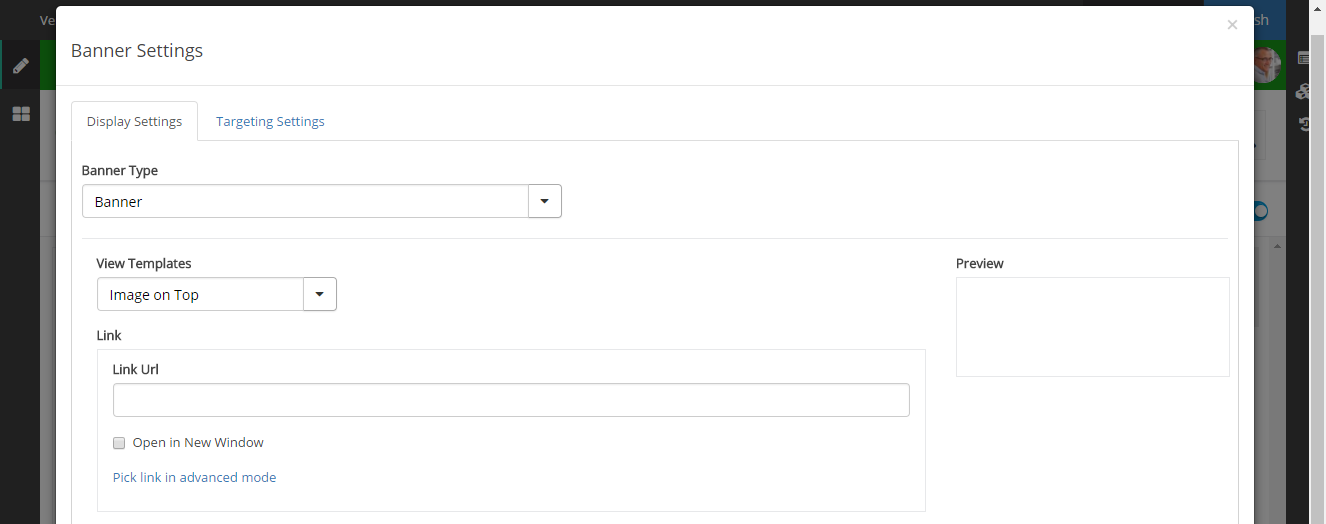 Ve
sh
×
Banner Settings
Display Settings
Targeting Settings
Banner Type
Banner
View Templates
Preview
Image on Top
Link
Link Url
Open in New Window
Pick link in advanced mode